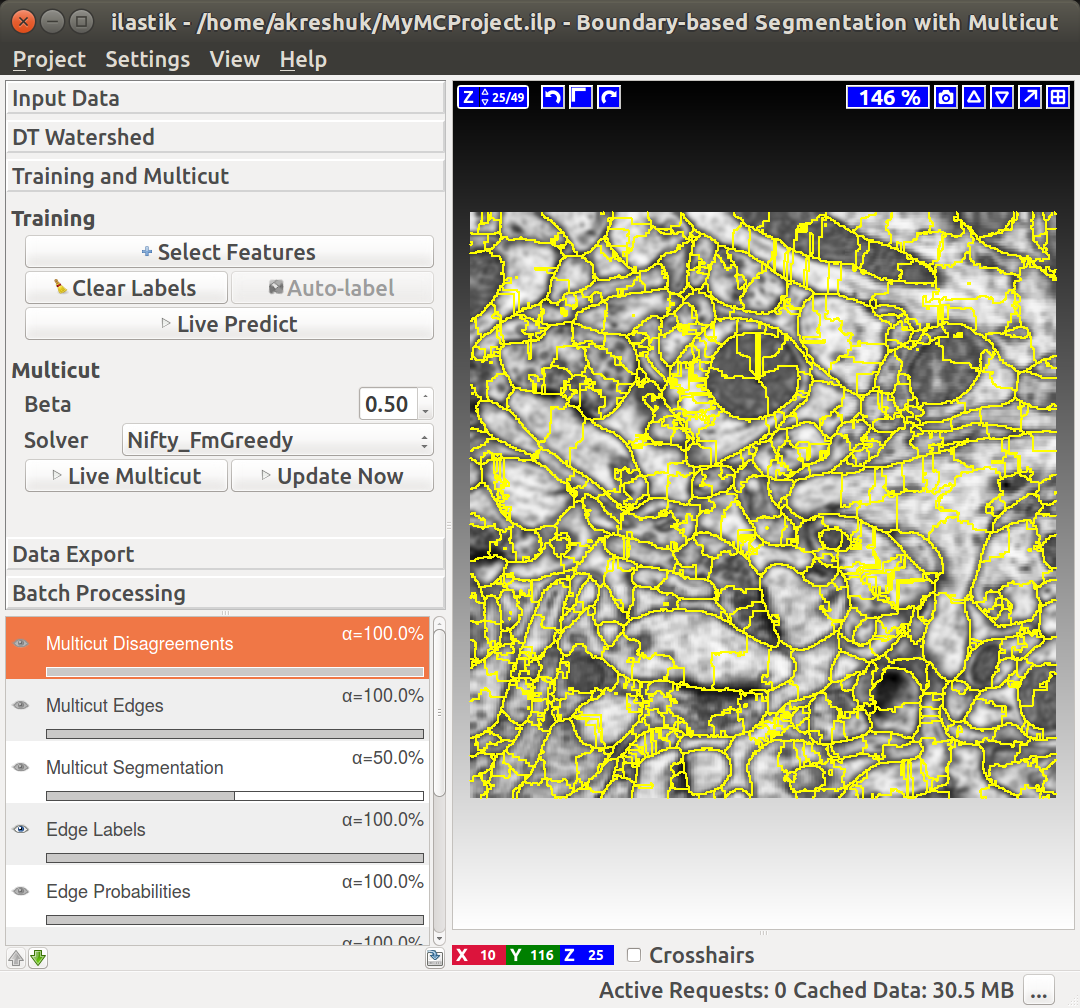 ilastik - /home/akreshuk/MyMCProject.ilp - Boundary-based Segmentation with Multicut
Project Settings View Help
Input Data
DT Watershed
Training and Multicut
Training
Select Features
Clear Labels Auto-label
Live Predict
Multicut
Beta 0.50
Solver Nifty_FmGreedy
Live Multicut Update Now
Data Export
Batch Processing
Multicut Disagreements α=100.0%
Multicut Edges α=100.0%
Multicut Segmentation α=50.0%
Edge Labels α=100.0%
Edge Probabilities α=100.0%
α=100.0%
Z 25/49 146 %
X 10 Y 116 Z 25 Crosshairs
Active Requests: 0 Cached Data: 30.5 MB ...